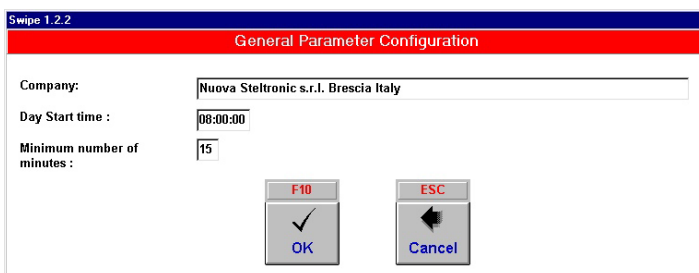 Swipe 1.2.2
General Parameter Configuration
Company: Nuova Steltronic s.r.l. Brescia Italy
Day Start time : 08:00:00
Minimum number of 15
minutes :
F10 ESC
OK Cancel